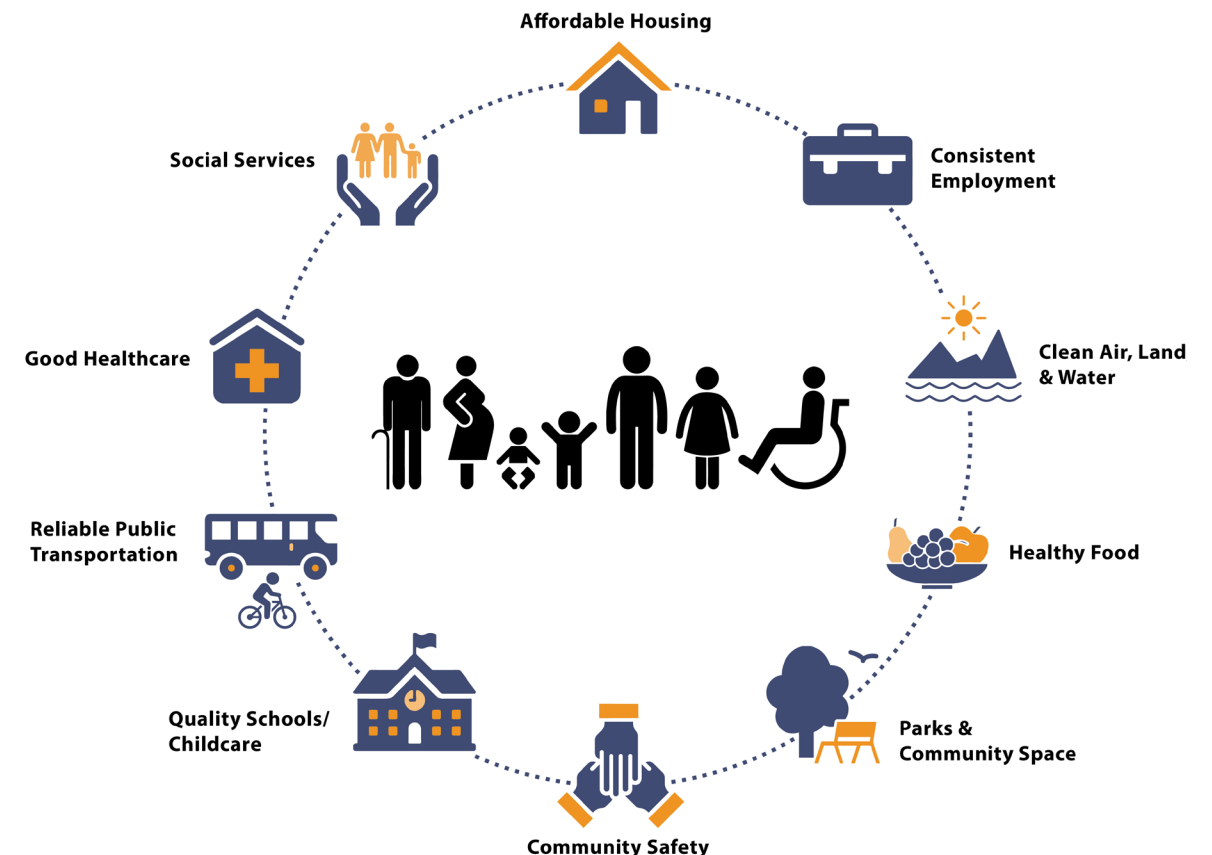 Affordable Housing
Consistent
Employment
Clean Air, Land
& Water
Healthy Food
Parks &
Community Space
Community Safety
Quality Schools/
Childcare
Reliable Public
Transportation
Good Healthcare
Social Services